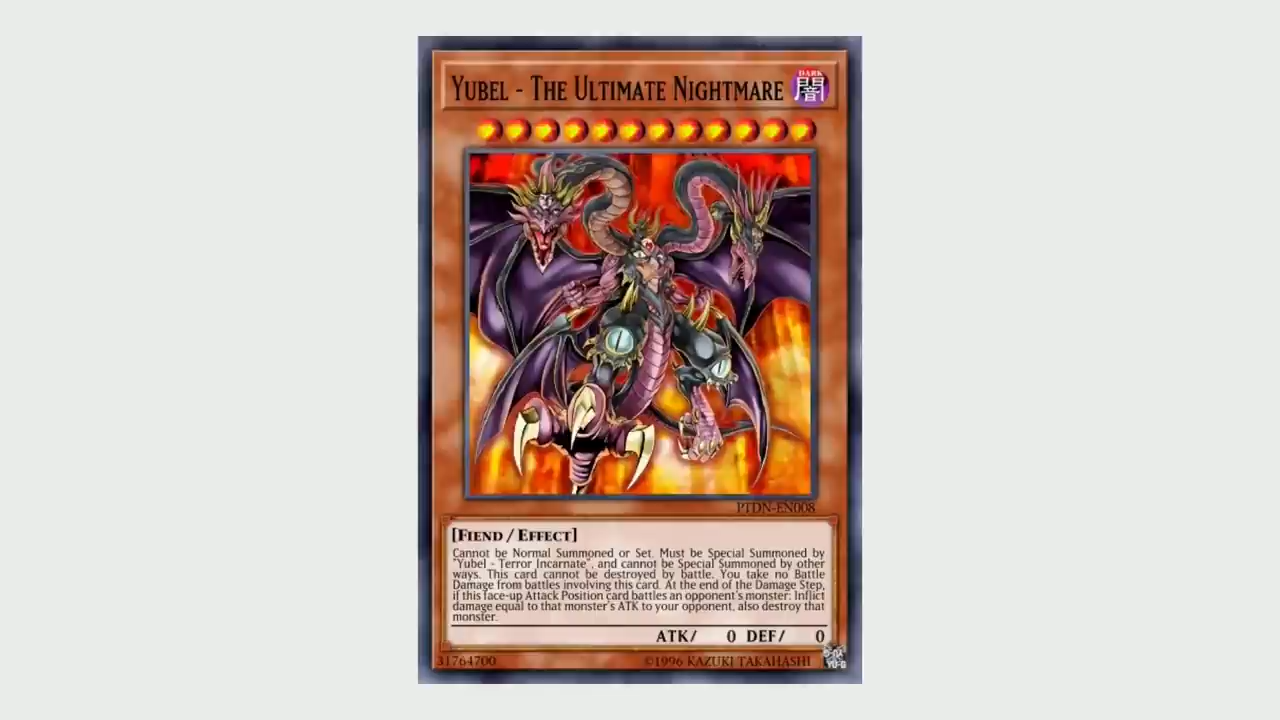 Yubel - The Ultimate Nightmare
DARK
闇
PTDN-EN008
[Fiend / Effect]
Cannot be Normal Summoned or Set. Must be Special Summoned by
"Yubel - Terror Incarnate", and cannot be Special Summoned by other
ways. This card cannot be destroyed by battle. You take no Battle
Damage from battles involving this card. At the end of the Damage Step,
if this face-up Attack Position card battles an opponent's monster: Inflict
damage equal to that monster's ATK to your opponent, also destroy that
monster.
ATK/ 0 DEF/ 0
31764700 ©1996 KAZUKI TAKAHASHI